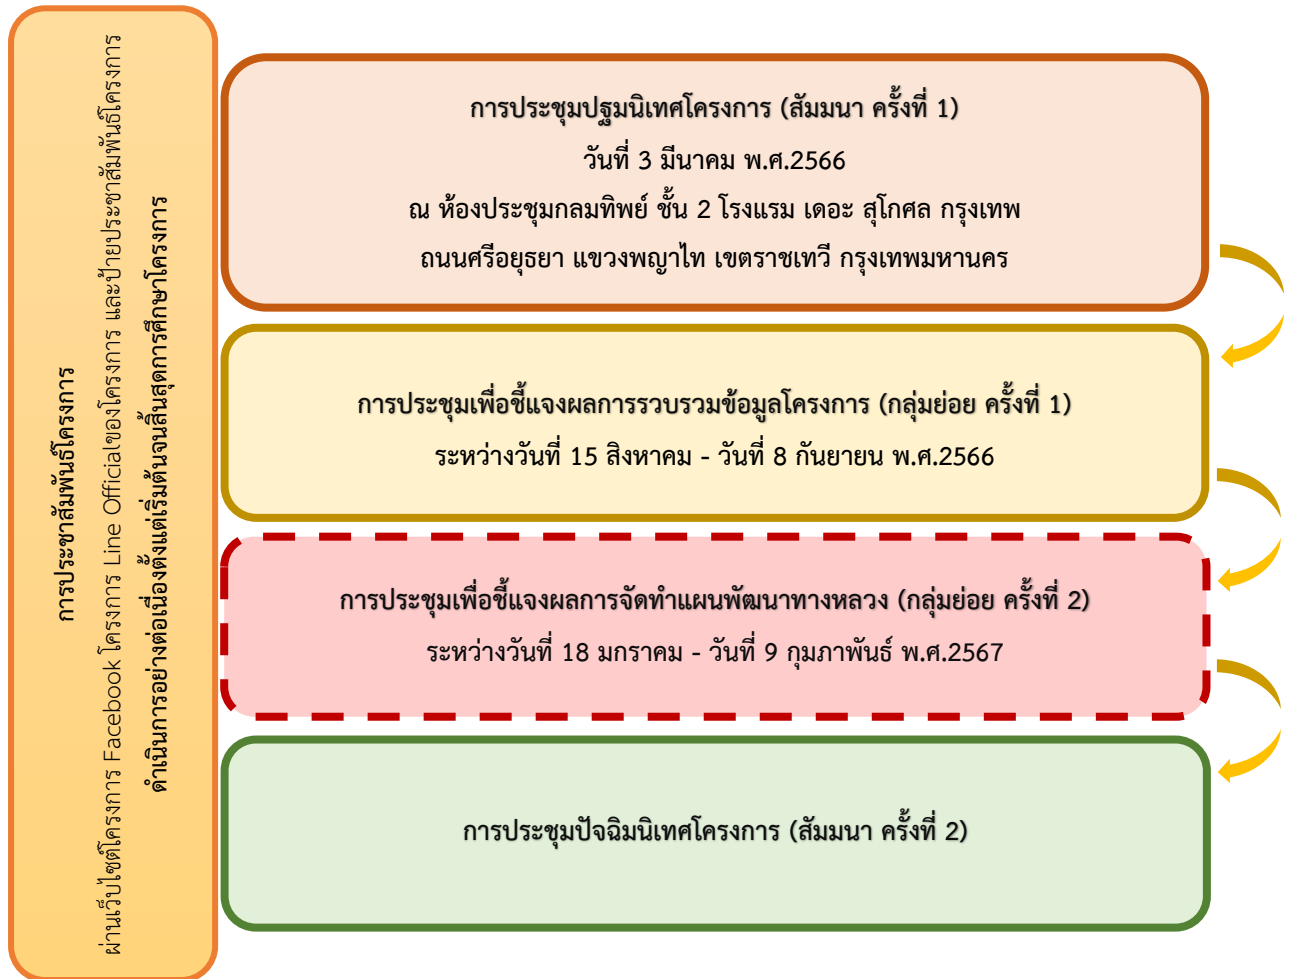 การประชาสัมพันธ์โครงการ
ผ่านเว็บไซต์โครงการ Facebook โครงการ Line Officialของโครงการ และป้ายประชาสัมพันธ์โครงการ
ดำเนินการอย่างต่อเนื่องตั้งแต่เริ่มต้นจนสิ้นสุดการศึกษาโครงการ
การประชุมปฐมนิเทศโครงการ (สัมมนา ครั้งที่ 1)
วันที่ 3 มีนาคม พ.ศ.2566
ณ ห้องประชุมกลมทิพย์ ชั้น 2 โรงแรม เดอะ สุโกศล กรุงเทพ
ถนนศรีอยุธยา แขวงพญาไท เขตราชเทวี กรุงเทพมหานคร
การประชุมเพื่อชี้แจงผลการรวบรวมข้อมูลโครงการ (กลุ่มย่อย ครั้งที่ 1)
ระหว่างวันที่ 15 สิงหาคม - วันที่ 8 กันยายน พ.ศ.2566
การประชุมเพื่อชี้แจงผลการจัดทำแผนพัฒนาทางหลวง (กลุ่มย่อย ครั้งที่ 2)
ระหว่างวันที่ 18 มกราคม - วันที่ 9 กุมภาพันธ์ พ.ศ.2567
การประชุมปัจฉิมนิเทศโครงการ (สัมมนา ครั้งที่ 2)